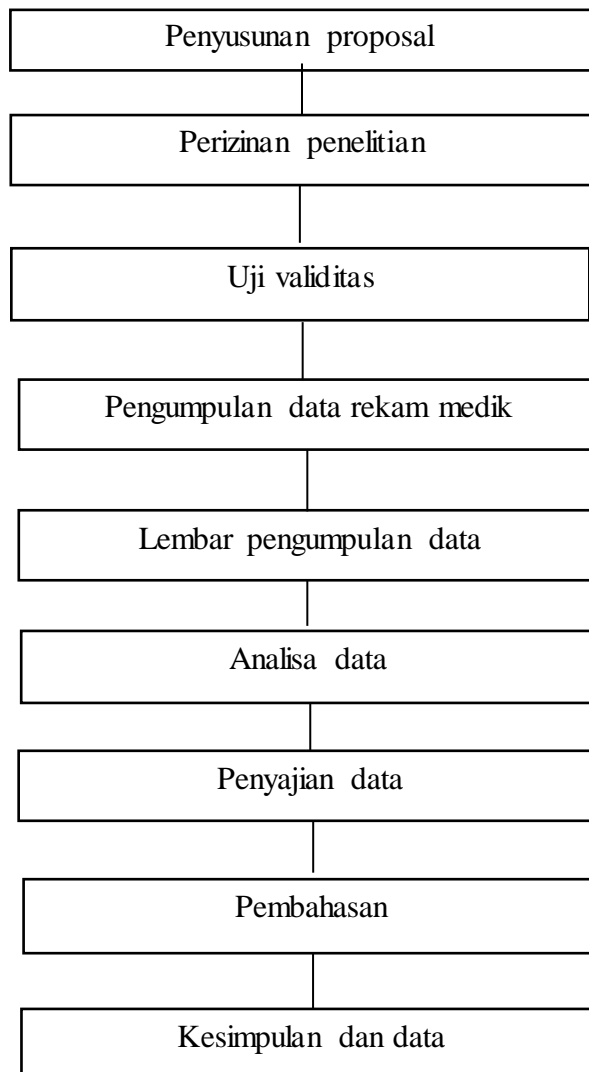 Penyusunan proposal
Perizinan penelitian
Uji validitas
Pengumpulan data rekam medik
Lembar pengumpulan data
Analisa data
Penyajian data
Pembahasan
Kesimpulan dan data